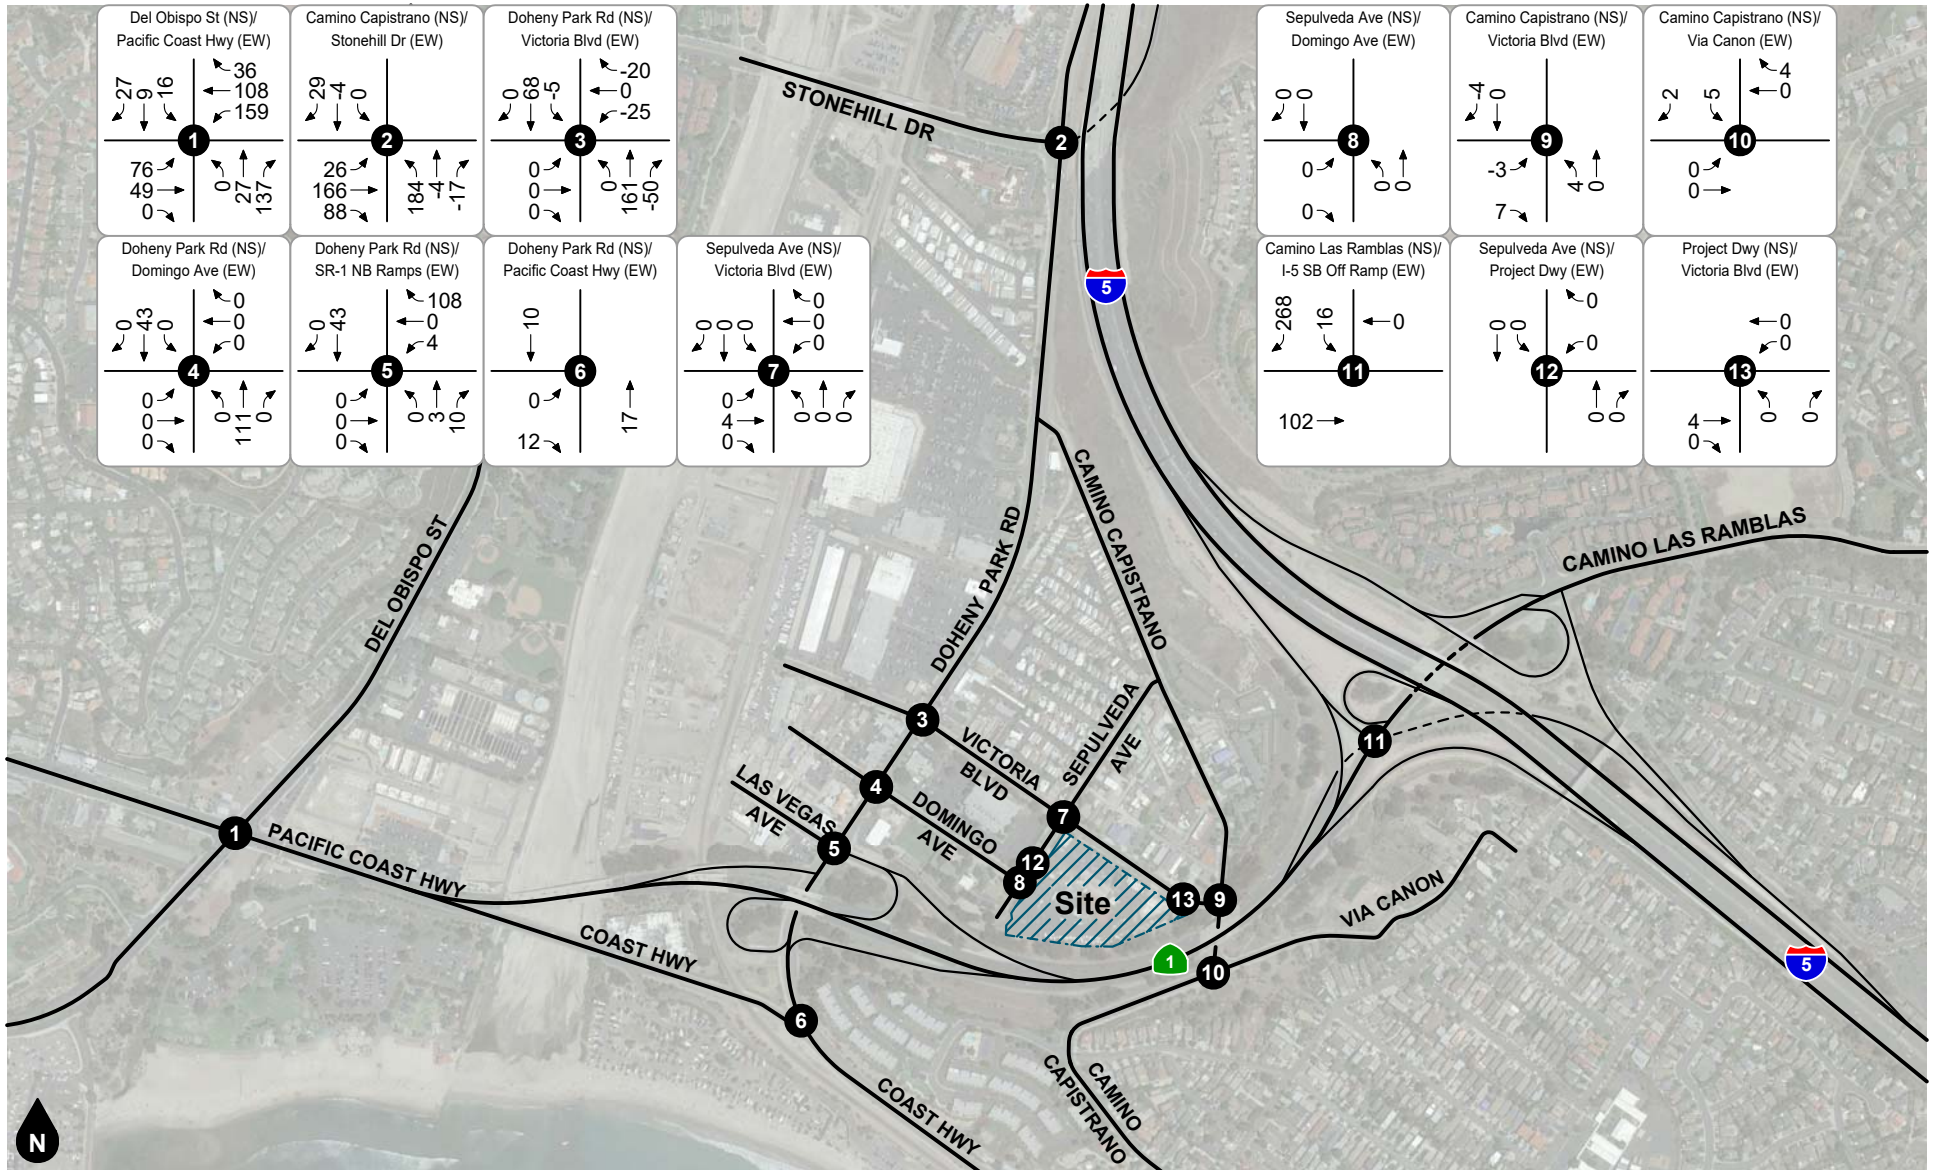 Del Obispo St (NS)/
Pacific Coast Hwy (EW)
27 9 16
36
108
159
1
76
49
0
0 27 137
Camino Capistrano (NS)/
Stonehill Dr (EW)
29 -4 0
2
26
166
88
184 -4 -17
Doheny Park Rd (NS)/
Victoria Blvd (EW)
0 68 -5
-20
0
-25
3
0
0
0
0 161 -50
Sepulveda Ave (NS)/
Domingo Ave (EW)
0 0
8
0
0
0 0
Camino Capistrano (NS)/
Victoria Blvd (EW)
-4 0
9
-3
7
4 0
Camino Capistrano (NS)/
Via Canon (EW)
2 5
4
0
10
0
0
Doheny Park Rd (NS)/
Domingo Ave (EW)
0 43 0
0
0
0
4
0
0
0
0 111 0
Doheny Park Rd (NS)/
SR-1 NB Ramps (EW)
0 43
108
0
4
5
0
0
0
0 3 10
Doheny Park Rd (NS)/
Pacific Coast Hwy (EW)
10
6
0
12
17
Sepulveda Ave (NS)/
Victoria Blvd (EW)
0 0 0
0
0
0
7
0
4
0
0 0 0
Camino Las Ramblas (NS)/
I-5 SB Off Ramp (EW)
268 16
0
11
102
Sepulveda Ave (NS)/
Project Dwy (EW)
0 0
0
0
12
0 0
Project Dwy (NS)/
Victoria Blvd (EW)
0
0
13
4
0
0 0
STONEHILL DR
2
5
DEL OBISPO ST
DOHENY PARK RD
CAMINO CAPISTRANO
CAMINO LAS RAMBLAS
3
VICTORIA
BLVD
SEPULVEDA
AVE
11
4
LAS VEGAS
AVE
DOMINGO
AVE
7
1
PACIFIC COAST HWY
5
12
8
Site
13
9
VIA CANON
COAST HWY
1
10
5
6
COAST HWY
CAMINO
CAPISTRANO
N